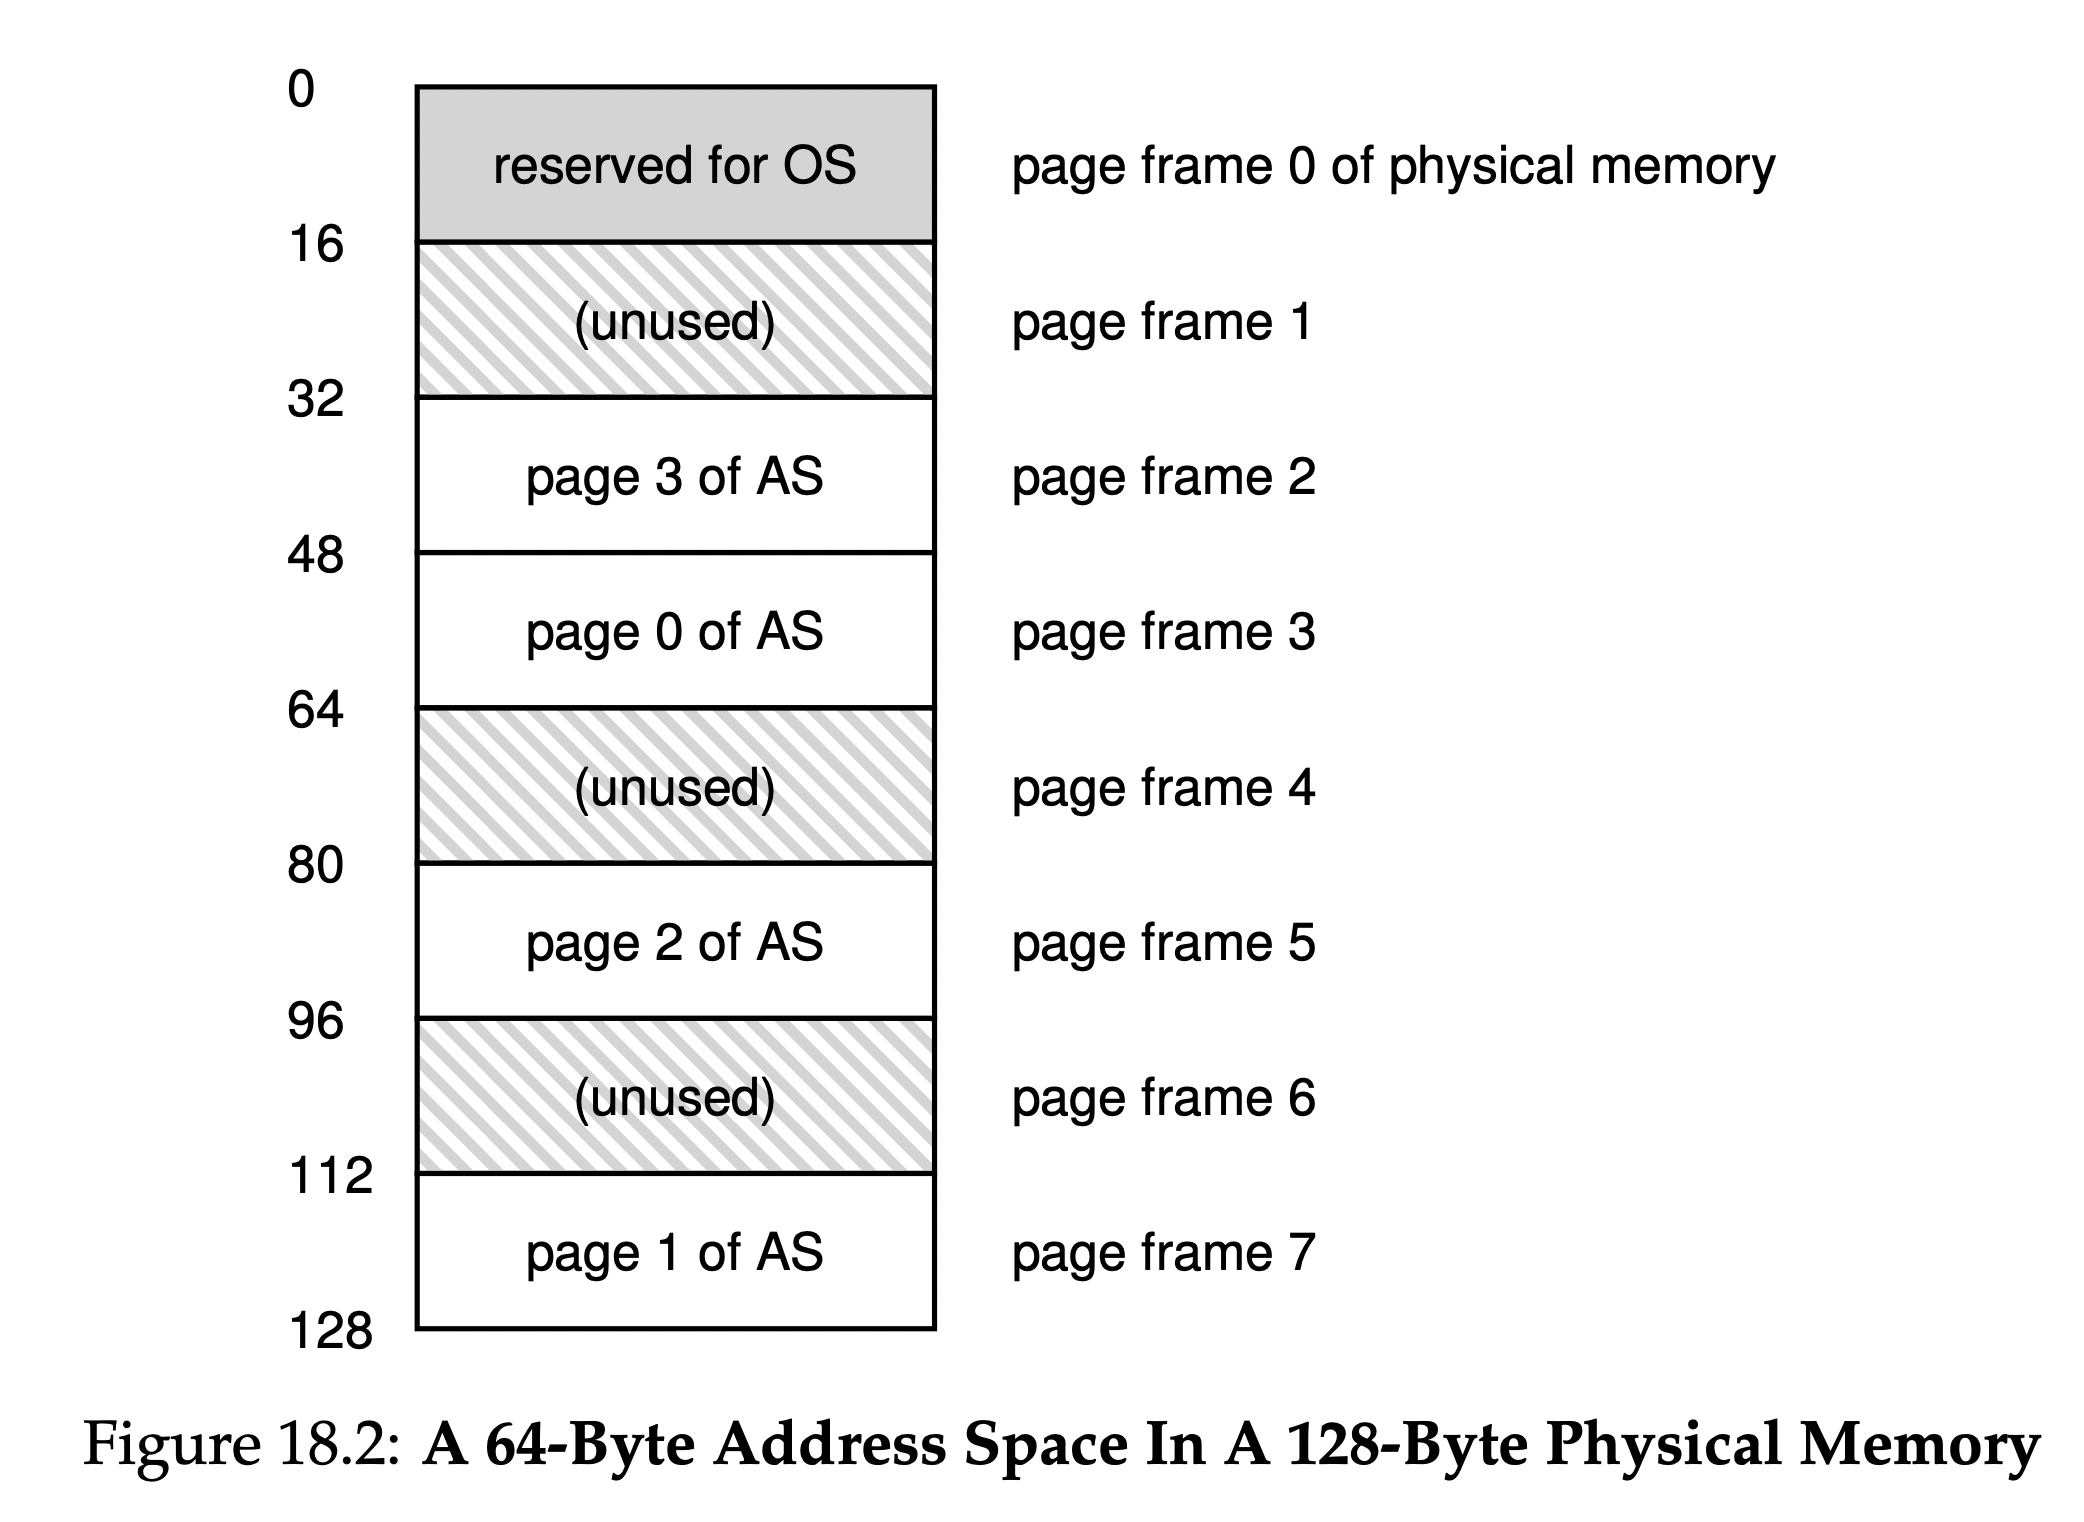 0
reserved for OS page frame 0 of physical memory
16
(unused) page frame 1
32
page 3 of AS page frame 2
48
page 0 of AS page frame 3
64
(unused) page frame 4
80
page 2 of AS page frame 5
96
(unused) page frame 6
112
page 1 of AS page frame 7
128
Figure 18.2: A 64-Byte Address Space In A 128-Byte Physical Memory